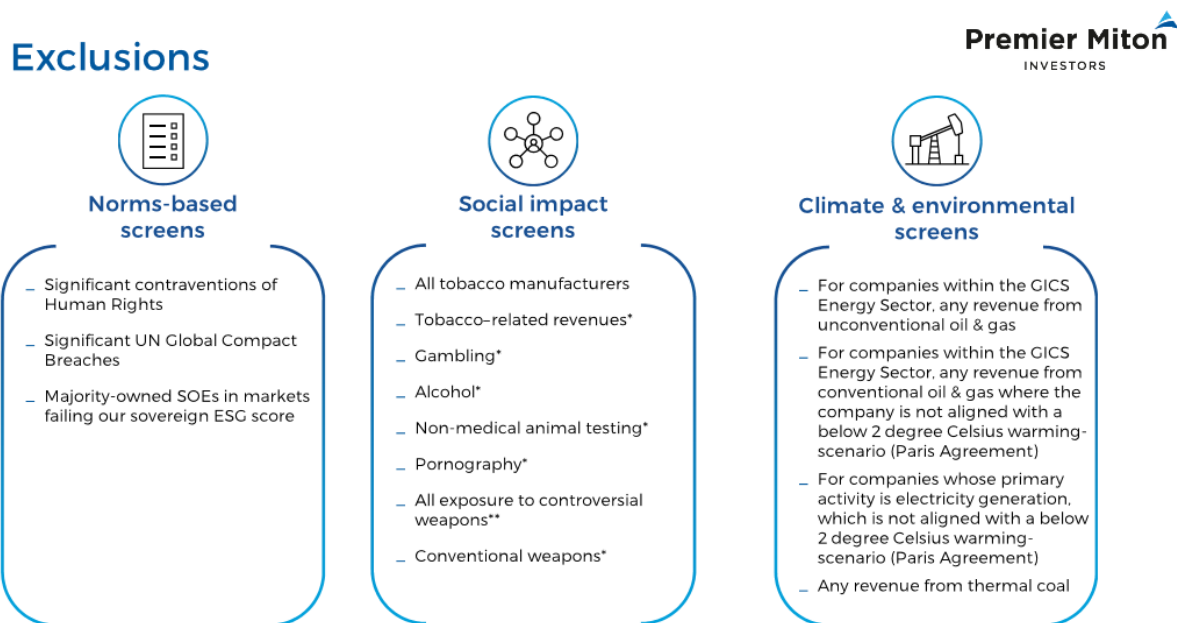 Premier Miton
INVESTORS
Exclusions
Norms-based
screens
_ Significant contraventions of
Human Rights
_ Significant UN Global Compact
Breaches
_ Majority-owned SOEs in markets
failing our sovereign ESG score
Social impact
screens
_ All tobacco manufacturers
_ Tobacco–related revenues*
_ Gambling*
_ Alcohol*
_ Non-medical animal testing*
_ Pornography*
_ All exposure to controversial
weapons**
_ Conventional weapons*
Climate & environmental
screens
_ For companies within the GICS
Energy Sector, any revenue from
unconventional oil & gas
_ For companies within the GICS
Energy Sector, any revenue from
conventional oil & gas where the
company is not aligned with a
below 2 degree Celsius warming-
scenario (Paris Agreement)
_ For companies whose primary
activity is electricity generation,
which is not aligned with a below
2 degree Celsius warming-
scenario (Paris Agreement)
_ Any revenue from thermal coal